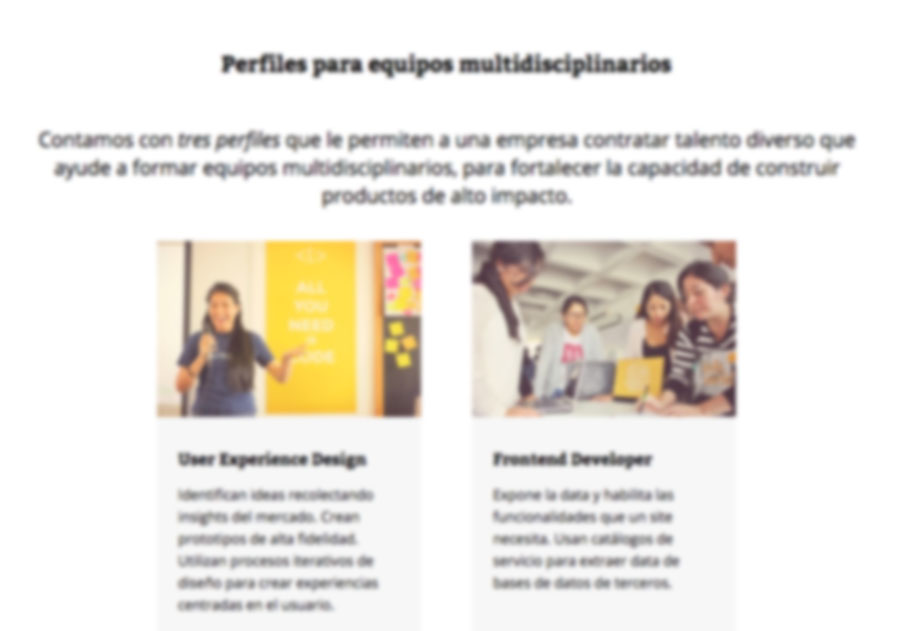 Perfiles para equipos multidisciplinarios
Contamos con tres perfiles que le permiten a una empresa contratar talento diverso que
ayude a formar equipos multidisciplinarios, para fortalecer la capacidad de construir
productos de alto impacto.
ALL
YOU
NEED
User Experience Design
Identifican ideas recolectando
insights del mercado. Crean
prototipos de alta fidelidad.
Utilizan procesos iterativos de
diseño para crear experiencias
centradas en el usuario.
Frontend Developer
Expone la data y habilita las
funcionalidades que un site
necesita. Usan catálogos de
servicio para extraer data de
bases de datos de terceros.